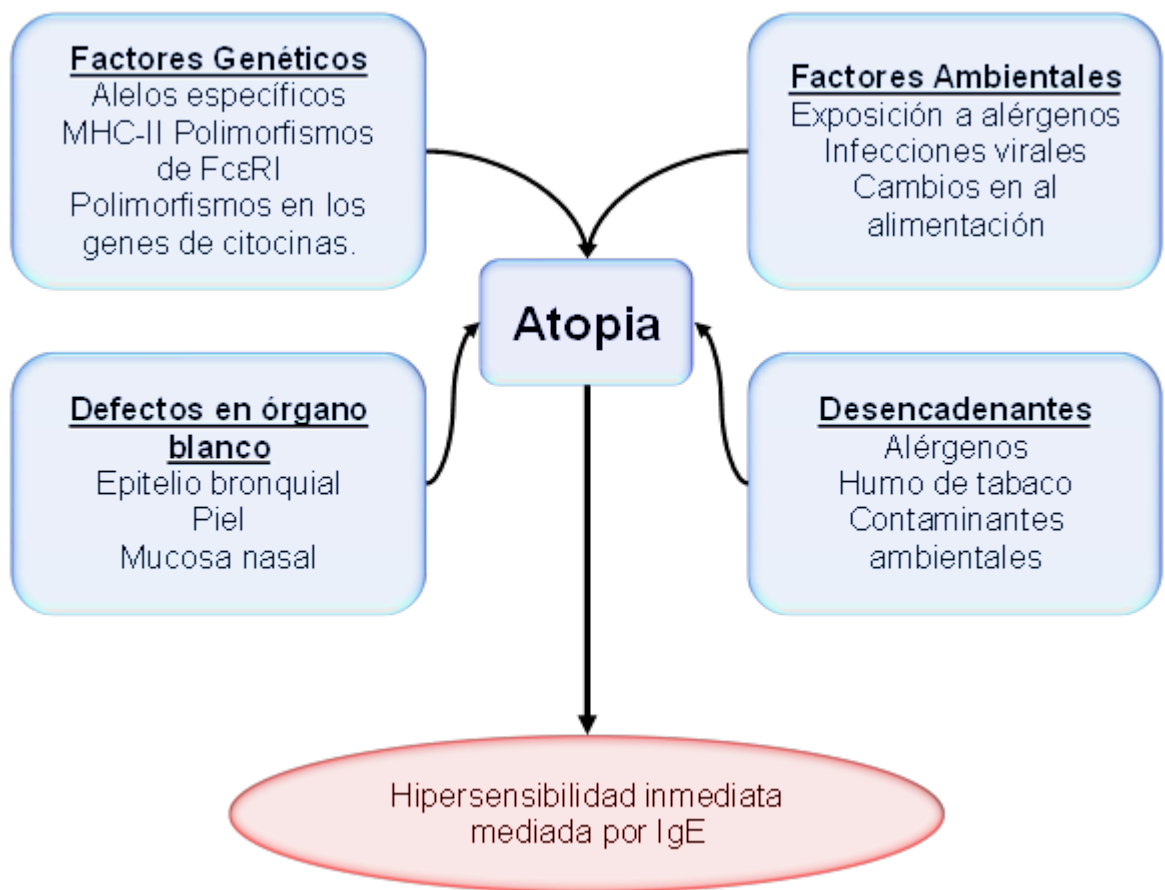 Factores Genéticos
Alelos específicos
MHC-II Polimorfismos
de FcεRI
Polimorfismos en los
genes de citocinas.
Factores Ambientales
Exposición a alérgenos
Infecciones virales
Cambios en al
alimentación
Atopia
Defectos en órgano
blanco
Epitelio bronquial
Piel
Mucosa nasal
Desencadenantes
Alérgenos
Humo de tabaco
Contaminantes
ambientales
Hipersensibilidad inmediata
mediada por IgE